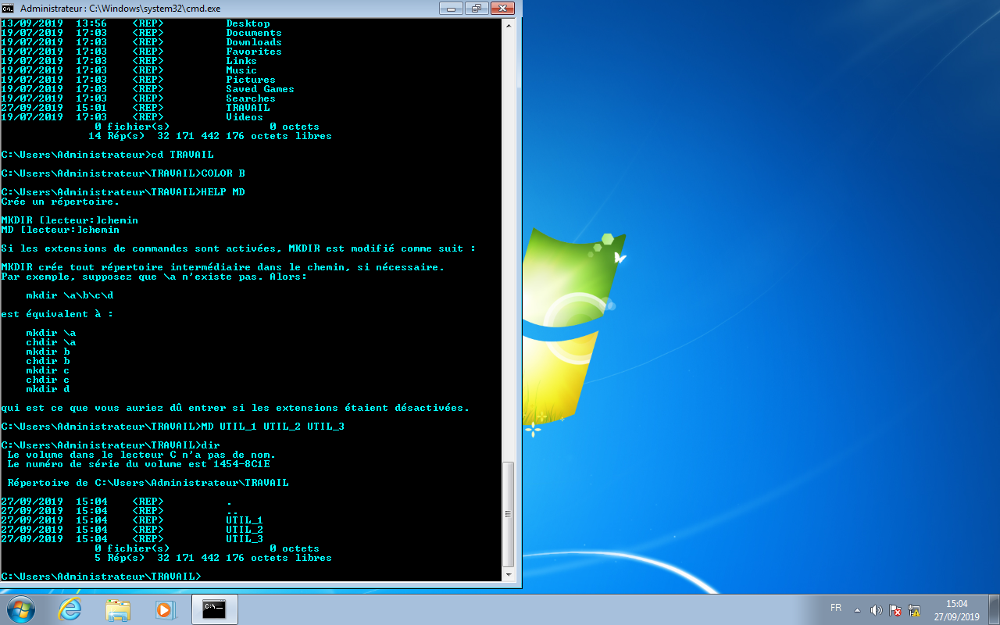 Administrateur : C:\Windows\system32\cmd.exe
13/09/2019  13:56    <REP>          Desktop
19/07/2019  17:03    <REP>          Documents
19/07/2019  17:03    <REP>          Downloads
19/07/2019  17:03    <REP>          Favorites
19/07/2019  17:03    <REP>          Links
19/07/2019  17:03    <REP>          Music
19/07/2019  17:03    <REP>          Pictures
19/07/2019  17:03    <REP>          Saved Games
19/07/2019  17:03    <REP>          Searches
27/09/2019  15:01    <REP>          TRAVAIL
19/07/2019  17:03    <REP>          Videos
               0 fichier(s)                0 octets
              14 Rép(s)  32 171 442 176 octets libres
C:\Users\Administrateur>cd TRAVAIL
C:\Users\Administrateur\TRAVAIL>COLOR B
C:\Users\Administrateur\TRAVAIL>HELP MD
Crée un répertoire.
MKDIR [lecteur:]chemin
MD [lecteur:]chemin
Si les extensions de commandes sont activées, MKDIR est modifié comme suit :
MKDIR crée tout répertoire intermédiaire dans le chemin, si nécessaire.
Par exemple, supposez que \a n'existe pas. Alors:
    mkdir \a\b\c\d
est équivalent à :
    mkdir \a
    chdir \a
    mkdir b
    chdir b
    mkdir c
    chdir c
    mkdir d
qui est ce que vous auriez dû entrer si les extensions étaient désactivées.
C:\Users\Administrateur\TRAVAIL>MD UTIL_1 UTIL_2 UTIL_3
C:\Users\Administrateur\TRAVAIL>dir
 Le volume dans le lecteur C n'a pas de nom.
 Le numéro de série du volume est 1454-8C1E
 Répertoire de C:\Users\Administrateur\TRAVAIL
27/09/2019  15:04    <REP>          .
27/09/2019  15:04    <REP>          ..
27/09/2019  15:04    <REP>          UTIL_1
27/09/2019  15:04    <REP>          UTIL_2
27/09/2019  15:04    <REP>          UTIL_3
               0 fichier(s)                0 octets
               5 Rép(s)  32 171 442 176 octets libres
C:\Users\Administrateur\TRAVAIL>
FR
15:04
27/09/2019